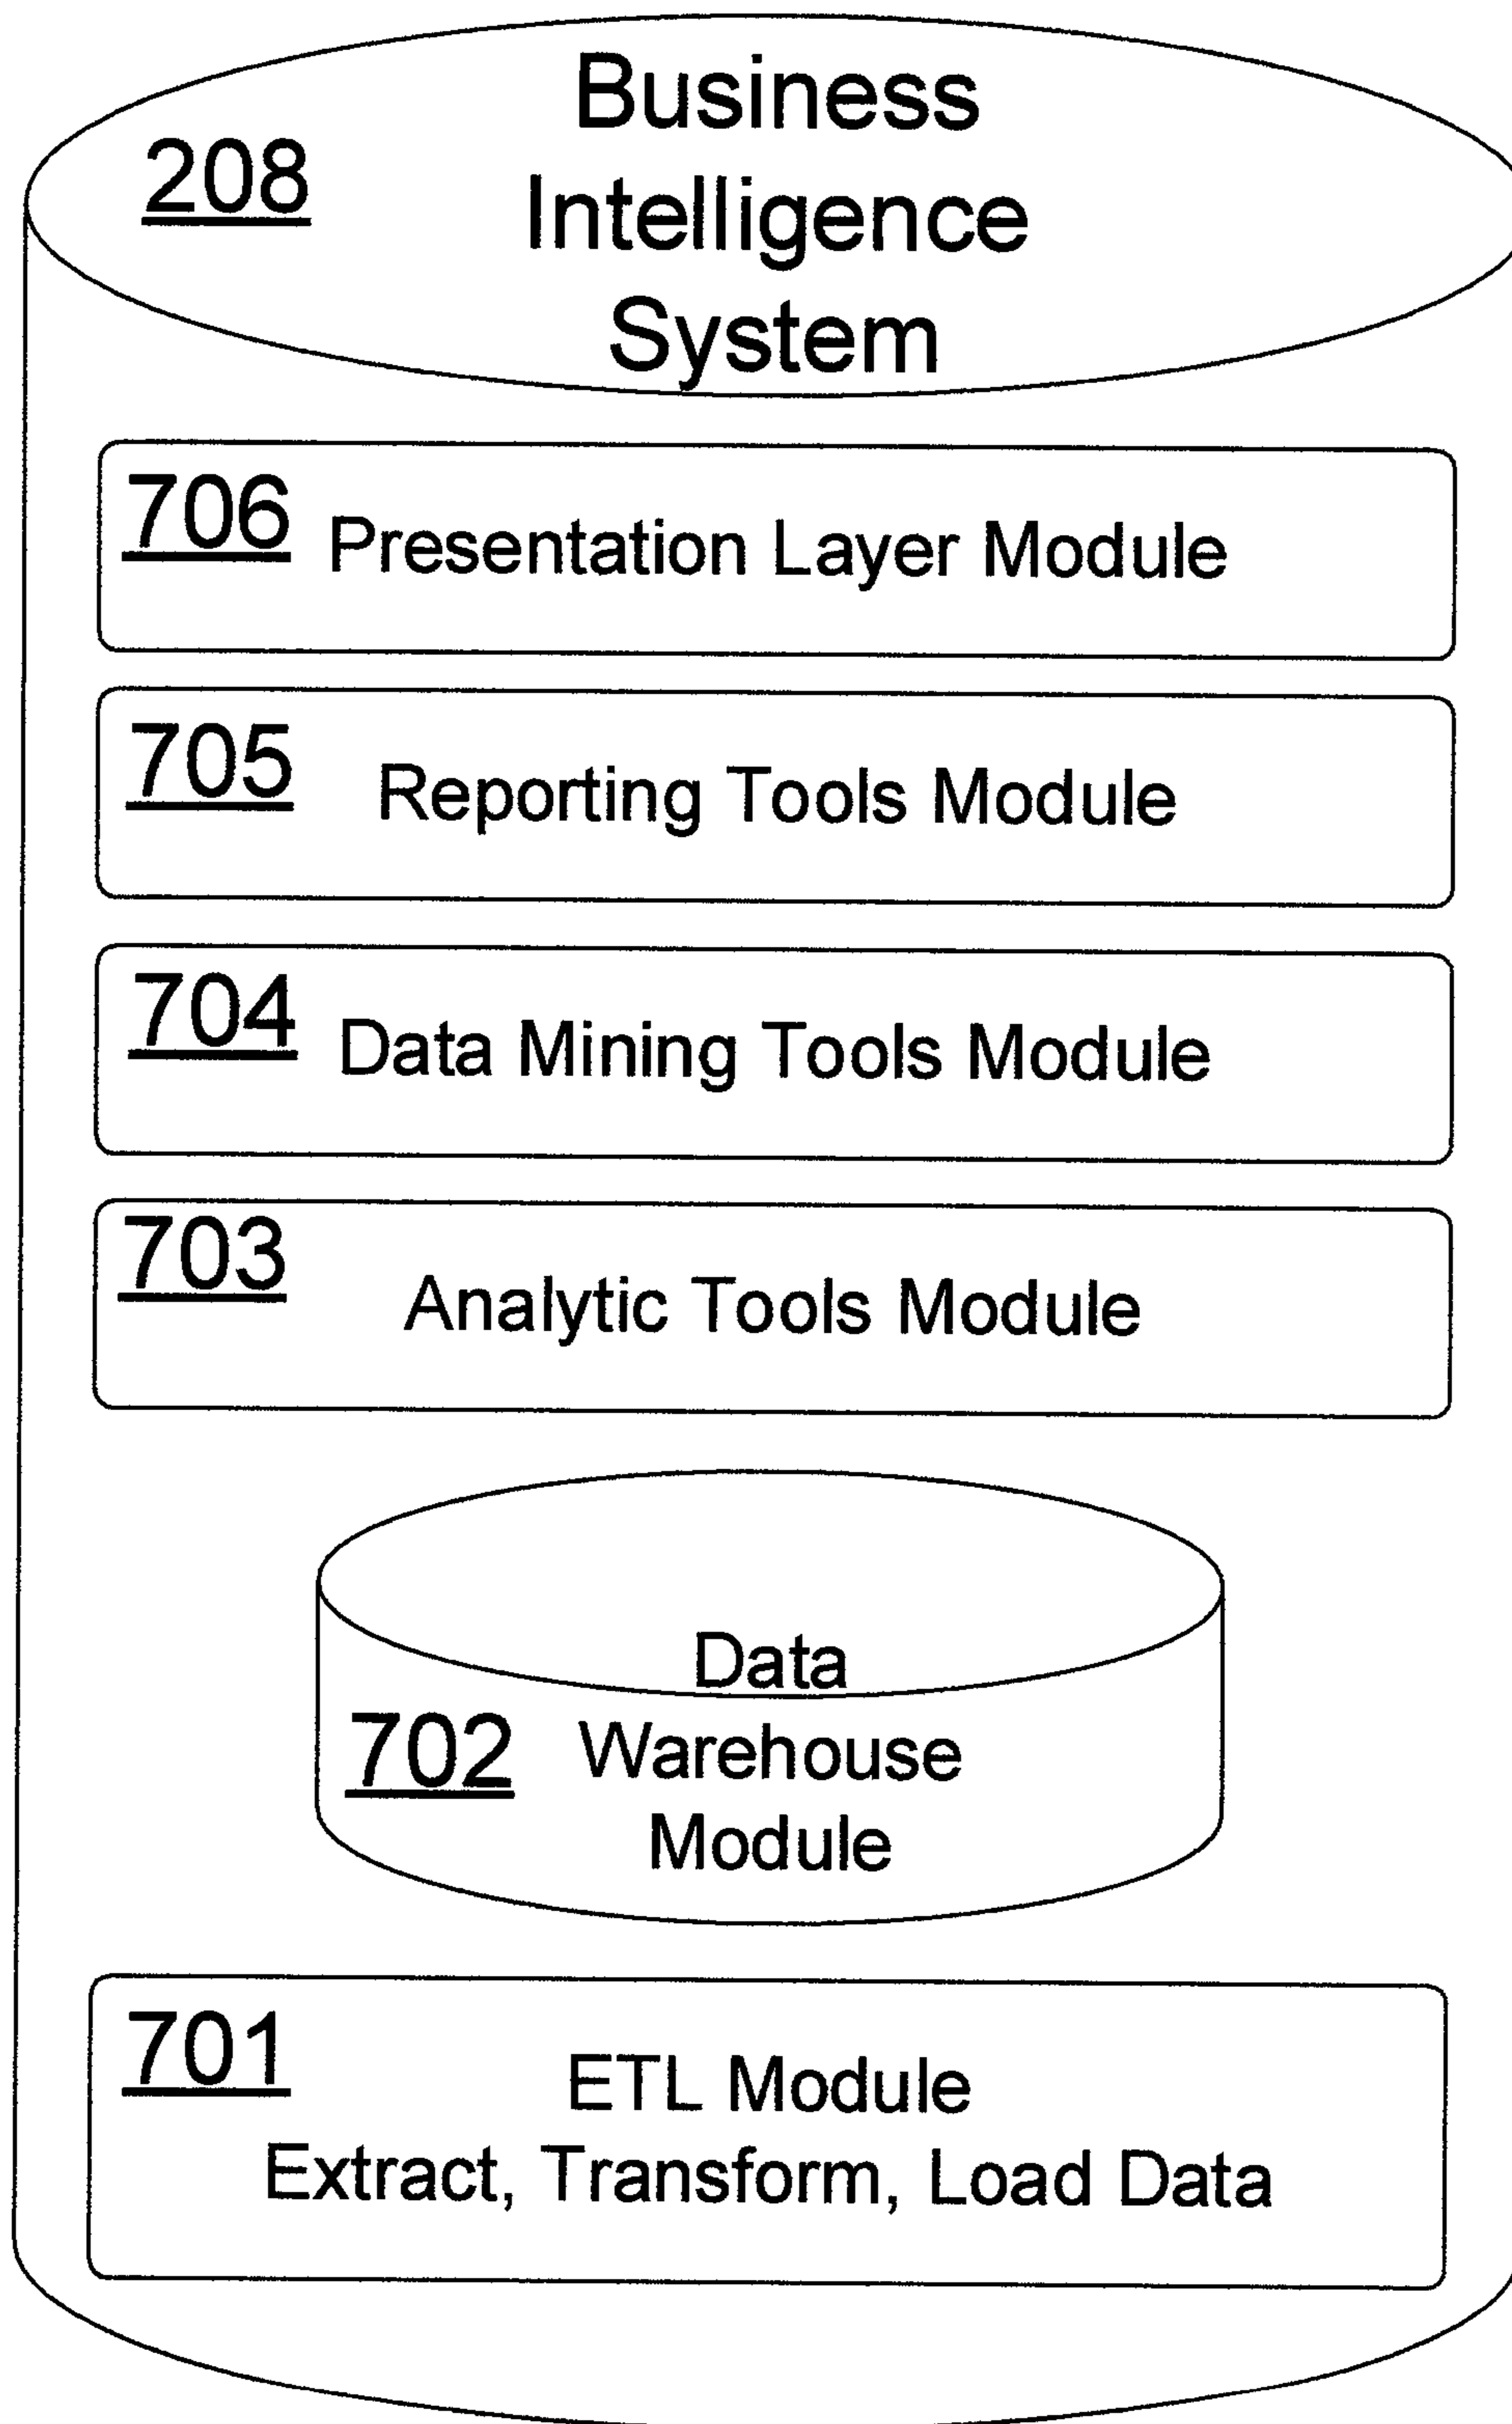 Business
208
Intelligence
System
706
Presentation Layer Module
705
Reporting Tools Module
704
Data Mining Tools Module
703
Analytic Tools Module
Data
702
Warehouse
Module
701
ETL Module
Extract, Transform, Load Data